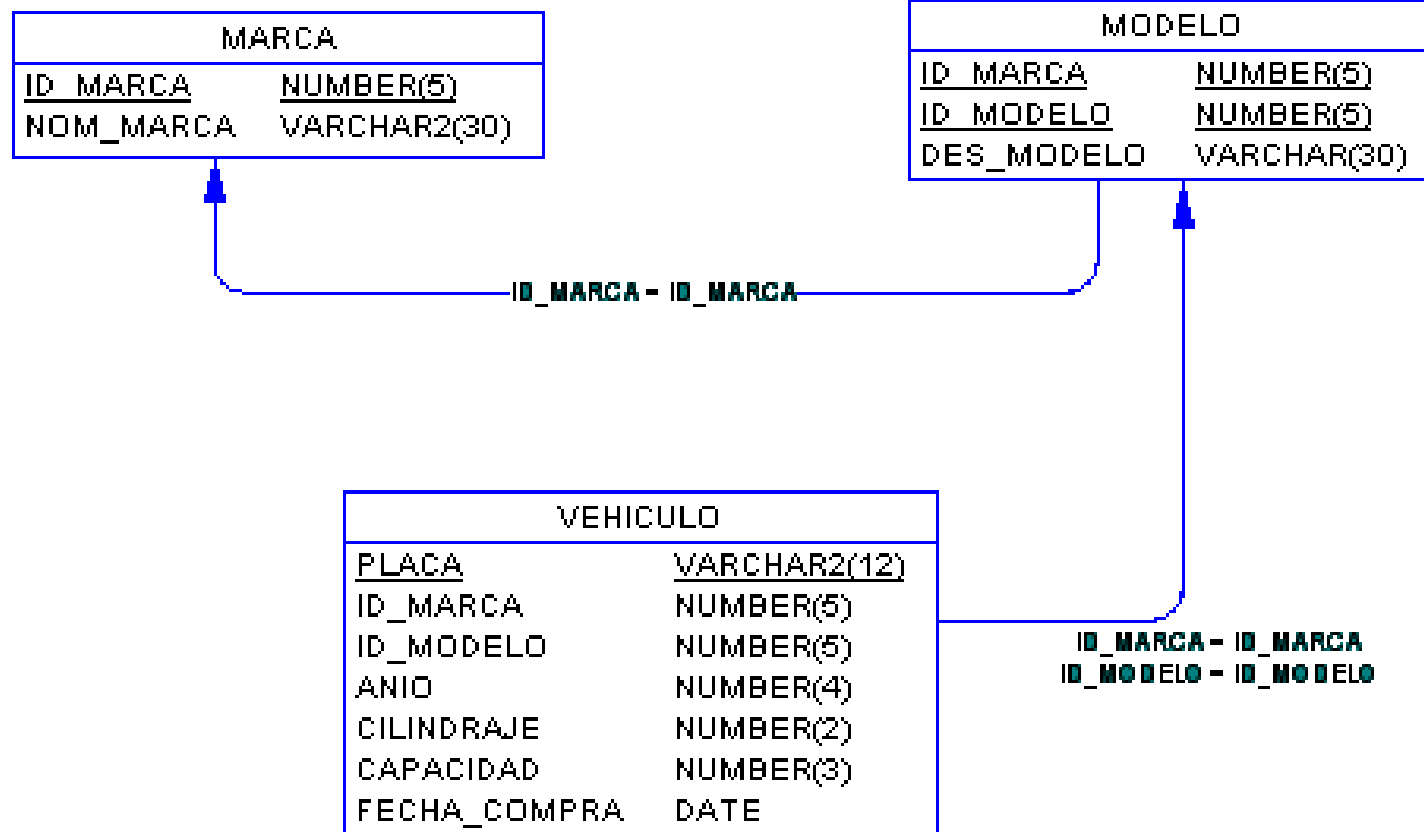 MARCA
ID_MARCA NUMBER(5)
NOM_MARCA VARCHAR2(30)
MODELO
ID_MARCA NUMBER(5)
ID_MODELO NUMBER(5)
DES_MODELO VARCHAR(30)
ID_MARCA = ID_MARCA
VEHICULO
PLACA VARCHAR2(12)
ID_MARCA NUMBER(5)
ID_MODELO NUMBER(5)
ANIO NUMBER(4)
CILINDRAJE NUMBER(2)
CAPACIDAD NUMBER(3)
FECHA_COMPRA DATE
ID_MARCA = ID_MARCA
ID_MODELO = ID_MODELO